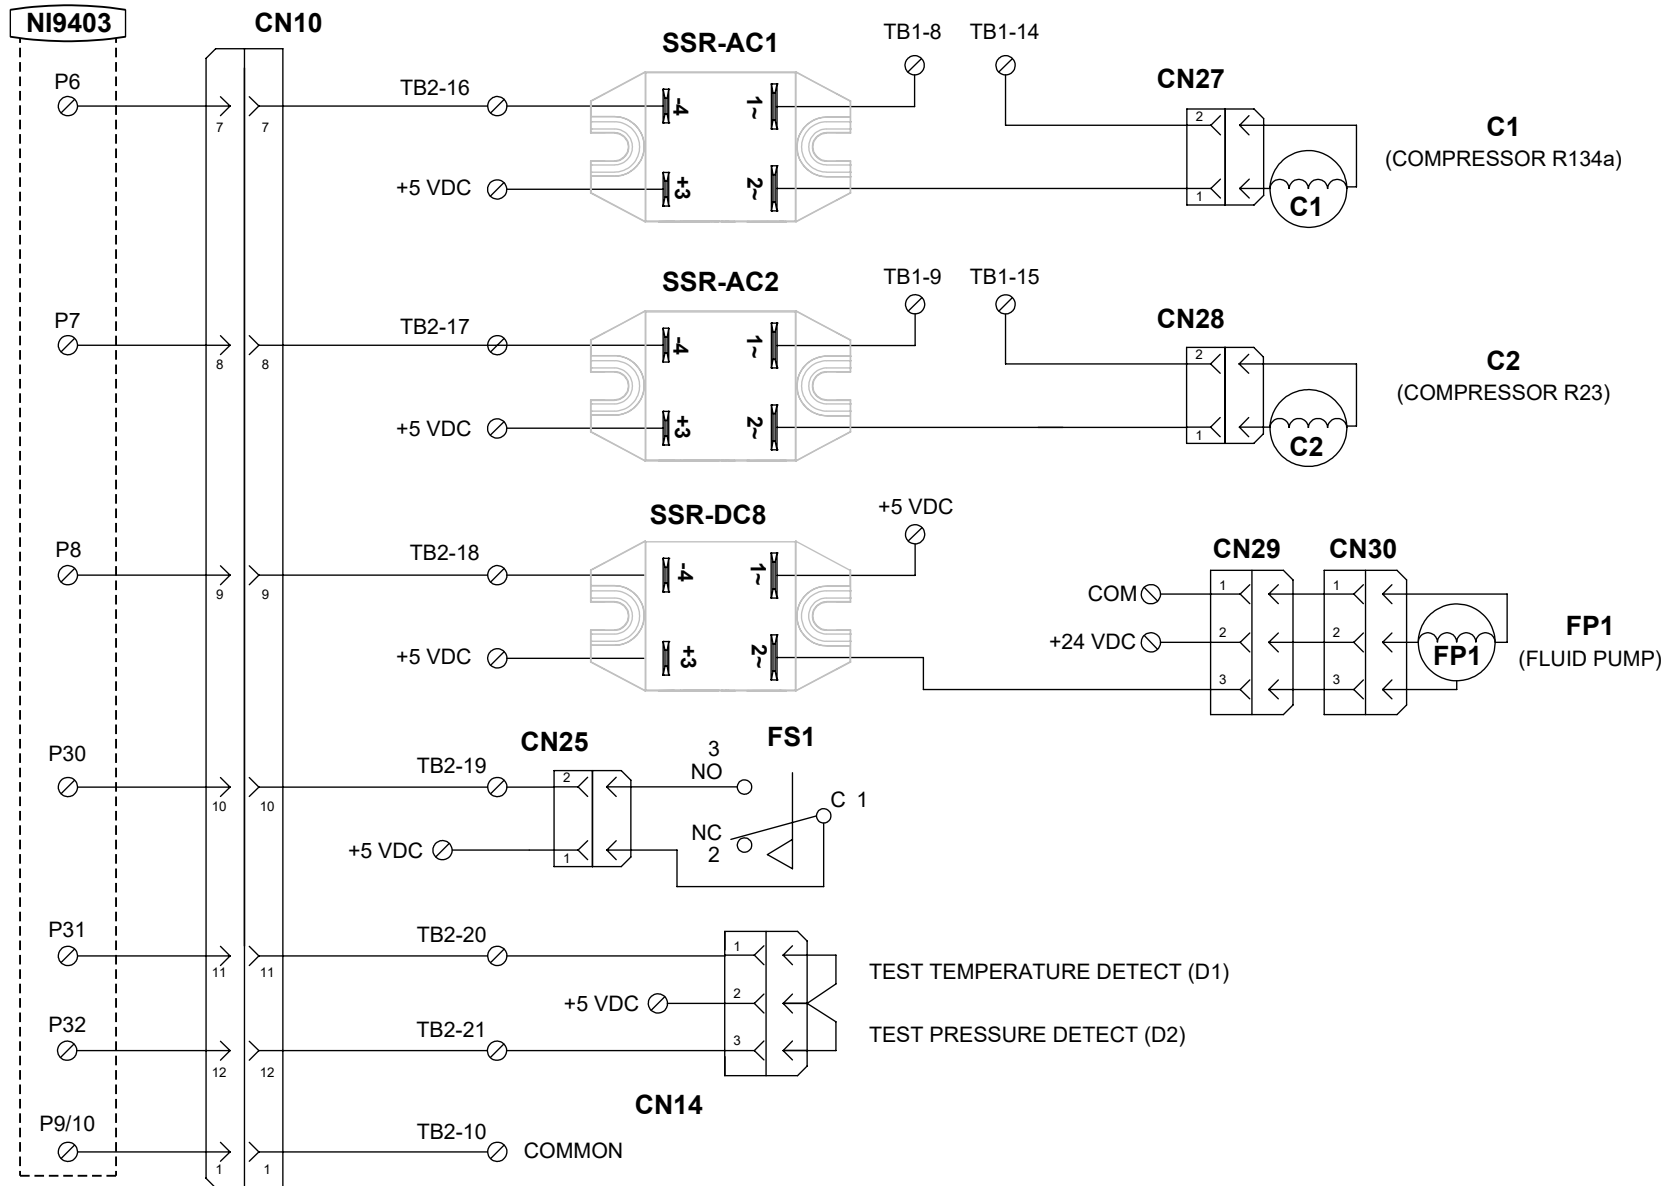 NI9403
CN10
P6
7
7
TB2-16
+5 VDC
SSR-AC1
-4
+3
1~
2~
TB1-8
TB1-14
CN27
2
1
C1
C1
(COMPRESSOR R134a)
P7
8
8
TB2-17
+5 VDC
SSR-AC2
-4
+3
1~
2~
TB1-9
TB1-15
CN28
2
1
C2
C2
(COMPRESSOR R23)
P8
9
9
TB2-18
+5 VDC
SSR-DC8
-4
+3
1~
2~
+5 VDC
COM
+24 VDC
CN29
1
2
3
CN30
1
2
3
FP1
FP1
(FLUID PUMP)
P30
10
10
TB2-19
+5 VDC
CN25
2
1
3
NO
NC
2
FS1
C 1
P31
11
11
TB2-20
+5 VDC
1
2
3
TEST TEMPERATURE DETECT (D1)
TEST PRESSURE DETECT (D2)
P32
12
12
TB2-21
CN14
P9/10
1
1
TB2-10
COMMON